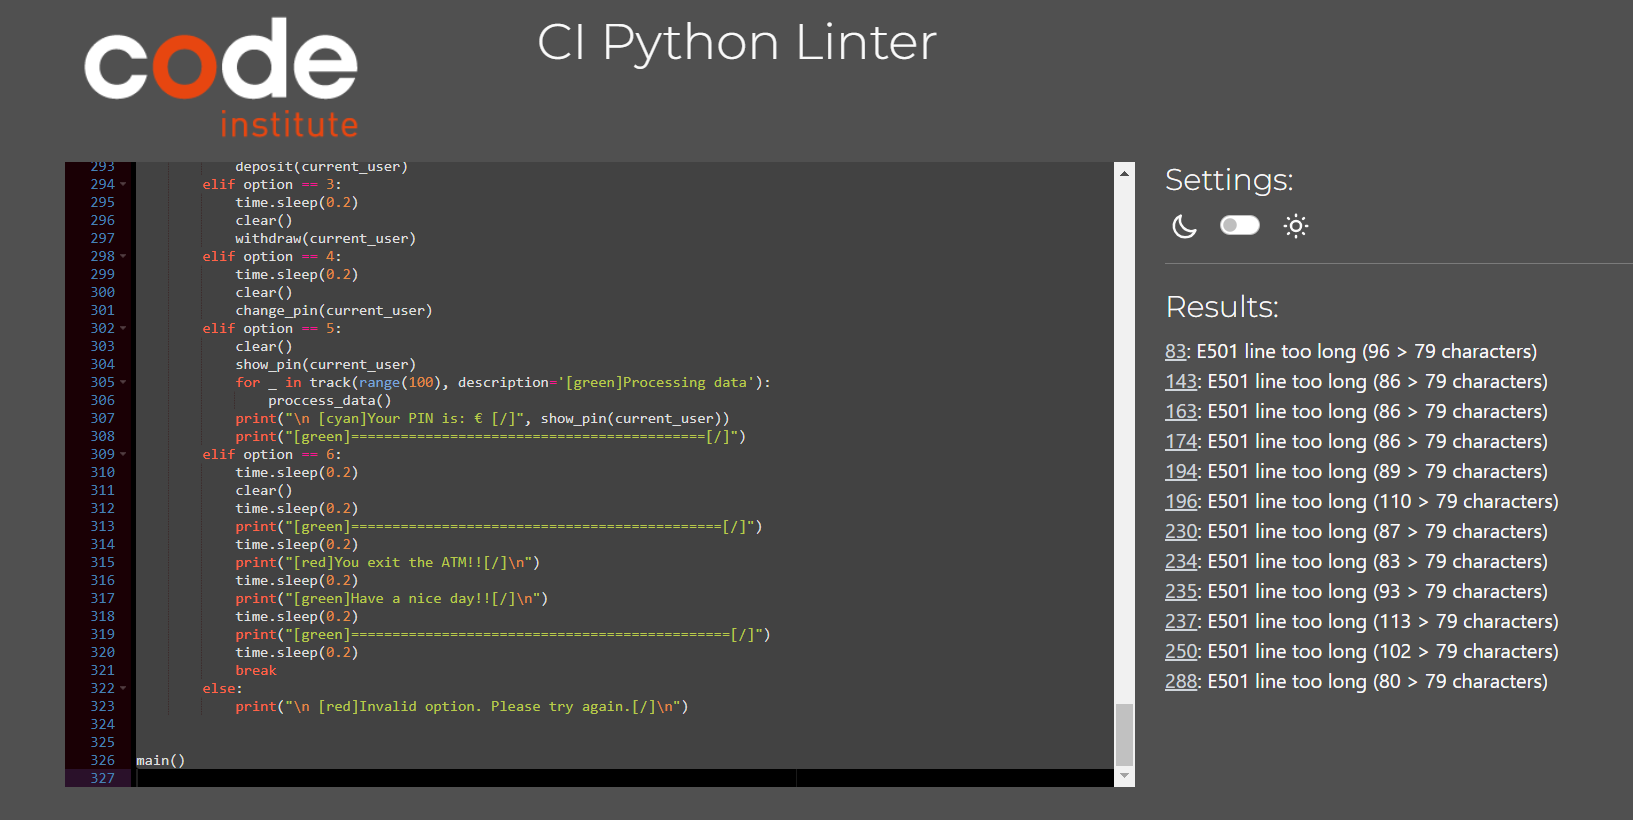 code
institute
CI Python Linter
293 deposit(current_user)
294 elif option == 3:
295 time.sleep(0.2)
296 clear()
297 withdraw(current_user)
298 elif option == 4:
299 time.sleep(0.2)
300 clear()
301 change_pin(current_user)
302 elif option == 5:
303 clear()
304 show_pin(current_user)
305 for _ in track(range(100), description='[green]Processing data'):
306 proccess_data()
307 print("\n [cyan]Your PIN is: € [/]", show_pin(current_user))
308 print("[green]===========================================[/]")
309 elif option == 6:
310 time.sleep(0.2)
311 clear()
312 time.sleep(0.2)
313 print("[green]=============================================[/]")
314 time.sleep(0.2)
315 print("[red]You exit the ATM!![/]\n")
316 time.sleep(0.2)
317 print("[green]Have a nice day!![/]\n")
318 time.sleep(0.2)
319 print("[green]==============================================[/]")
320 time.sleep(0.2)
321 break
322 else:
323 print("\n [red]Invalid option. Please try again.[/]\n")
324
325
326 main()
327
Settings:
Results:
83: E501 line too long (96 > 79 characters)
143: E501 line too long (86 > 79 characters)
163: E501 line too long (86 > 79 characters)
174: E501 line too long (86 > 79 characters)
194: E501 line too long (89 > 79 characters)
196: E501 line too long (110 > 79 characters)
230: E501 line too long (87 > 79 characters)
234: E501 line too long (83 > 79 characters)
235: E501 line too long (93 > 79 characters)
237: E501 line too long (113 > 79 characters)
250: E501 line too long (102 > 79 characters)
288: E501 line too long (80 > 79 characters)